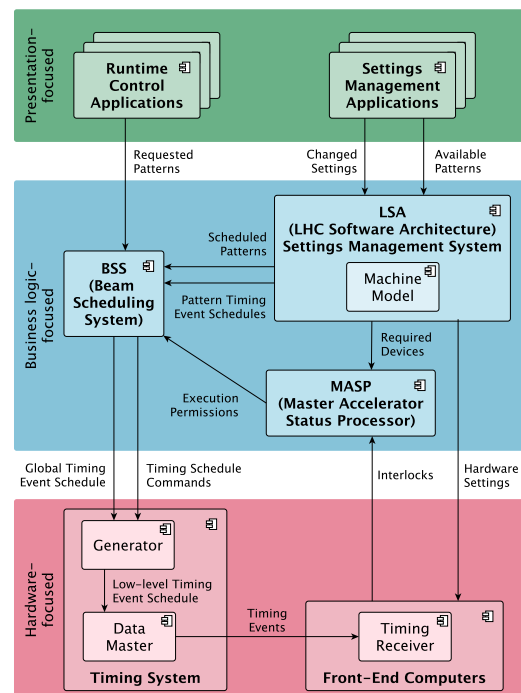 Presentation-
focused
Runtime
Control
Applications
Settings
Management
Applications
Requested
Patterns
Changed
Settings
Available
Patterns
Business logic-
focused
LSA
(LHC Software Architecture)
Settings Management System
Machine
Model
Scheduled
Patterns
BSS
(Beam
Scheduling
System)
Pattern Timing
Event Schedules
Required
Devices
MASP
(Master Accelerator
Status Processor)
Execution
Permissions
Global Timing
Event Schedule
Timing Schedule
Commands
Interlocks
Hardware
Settings
Hardware-
focused
Generator
Low-level Timing
Event Schedule
Data
Master
Timing System
Timing
Events
Timing
Receiver
Front-End Computers